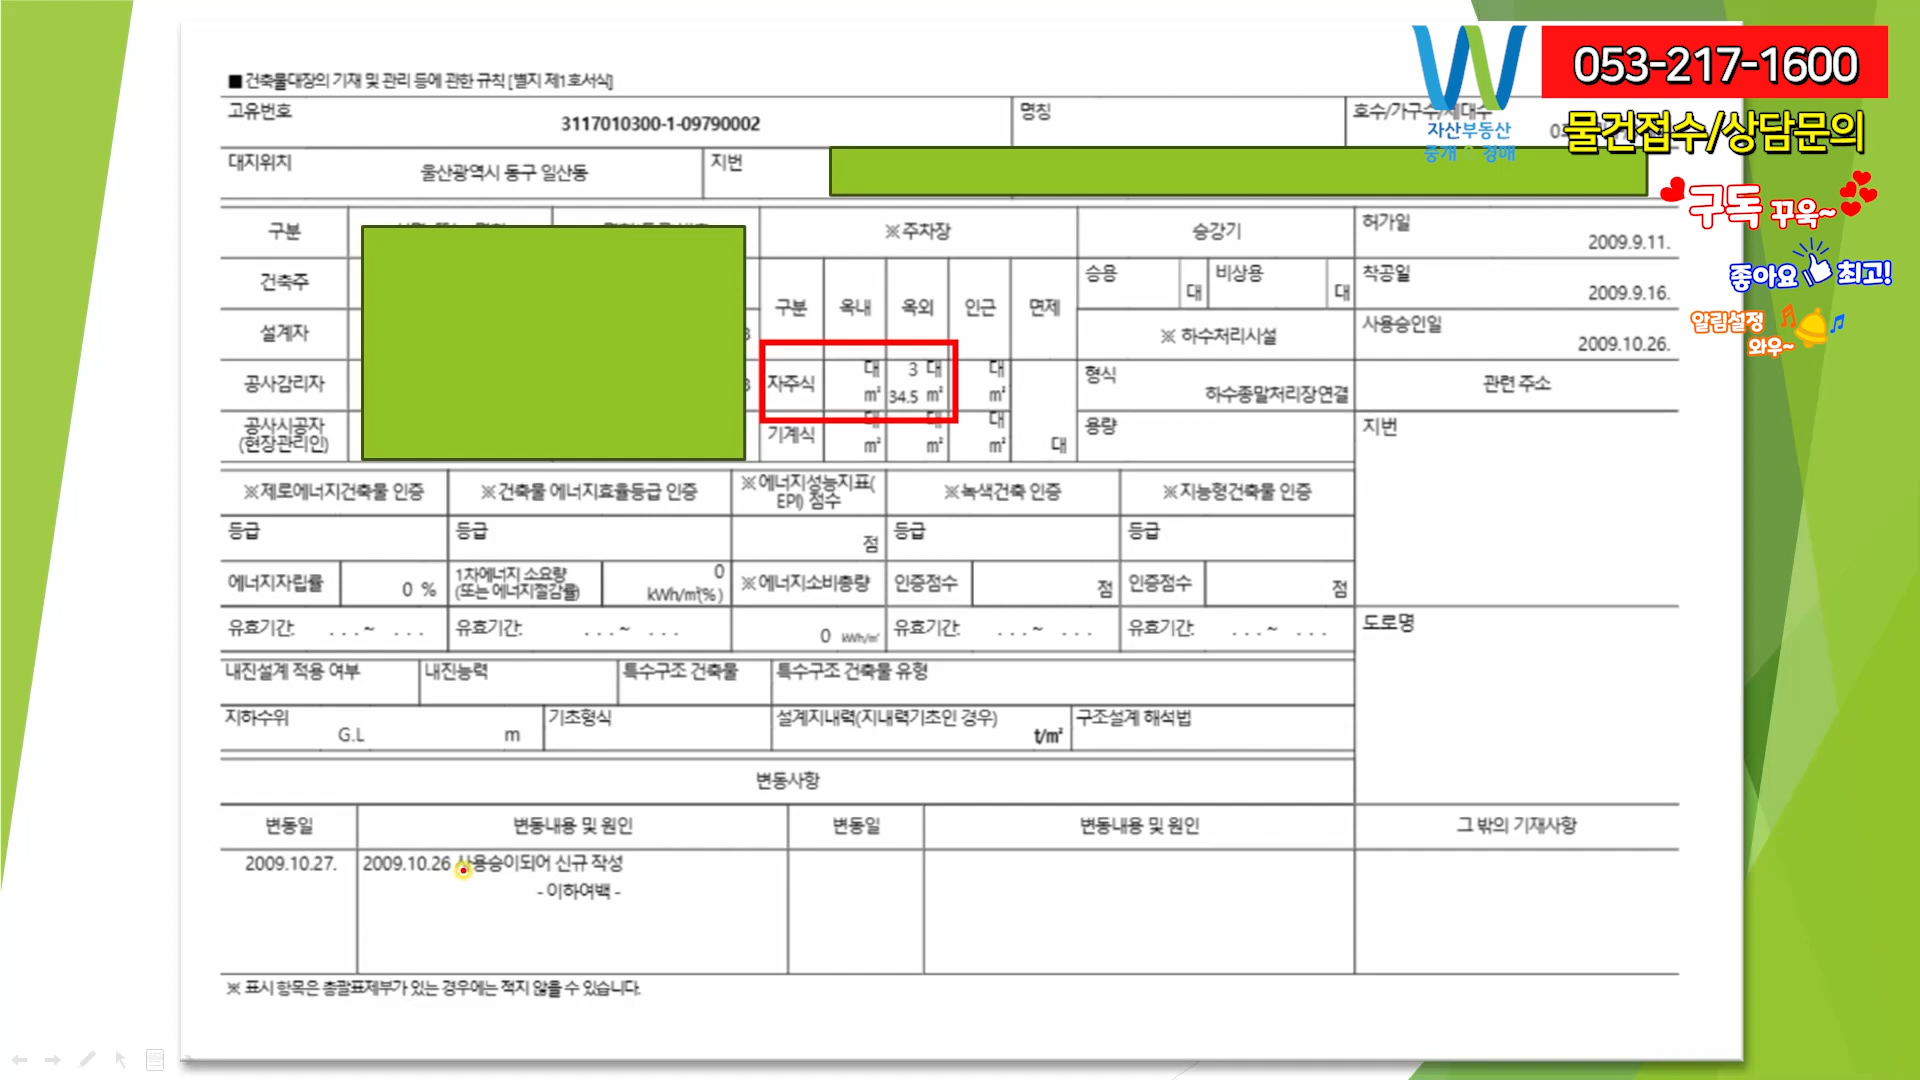 ■ 건축물대장의 기재 및 관리 등에 관한 규칙 [별지 제1호서식]
고유번호 3117010300-1-09790002 명칭 호수/가구수/세대수
대지위치 울산광역시 동구 일산동 지번
053-217-1600
물건접수/상담문의
자산부동산
중개 경매
구독 꾸욱~
좋아요 최고!
알림설정
와우~
구분 ※주차장 승강기 허가일 2009.9.11.
건축주 구분 옥내 옥외 인근 면제 승용 대 비상용 대 착공일 2009.9.16.
설계자 ※ 하수처리시설 사용승인일 2009.10.26.
공사감리자 자주식 대 ㎡ 3 대 34.5 ㎡ 대 ㎡ 형식 하수종말처리장연결 관련 주소
공사시공자 (현장관리인) 기계식 대 ㎡ 대 ㎡ 대 ㎡ 대 용량 지번
※제로에너지건축물 인증 ※건축물 에너지효율등급 인증 ※에너지성능지표(EPI) 점수 ※녹색건축 인증 ※지능형건축물 인증
등급 등급 점 등급 등급
에너지자립률 0 % 1차에너지 소요량 (또는 에너지절감률) 0 kWh/㎡(%) ※에너지소비총량 인증점수 점 인증점수 점
유효기간: . . . ~ . . . 유효기간: . . . ~ . . . 0 kWh/㎡ 유효기간: . . . ~ . . . 유효기간: . . . ~ . . . 도로명
내진설계 적용 여부 내진능력 특수구조 건축물 특수구조 건축물 유형
지하수위 G.L m 기초형식 설계지내력(지내력기초인 경우) t/㎡ 구조설계 해석법
변동사항
변동일 변동내용 및 원인 변동일 변동내용 및 원인 그 밖의 기재사항
2009.10.27. 2009.10.26 사용승이되어 신규 작성
- 이하여백 -
※ 표시 항목은 총괄표제부가 있는 경우에는 적지 않을 수 있습니다.